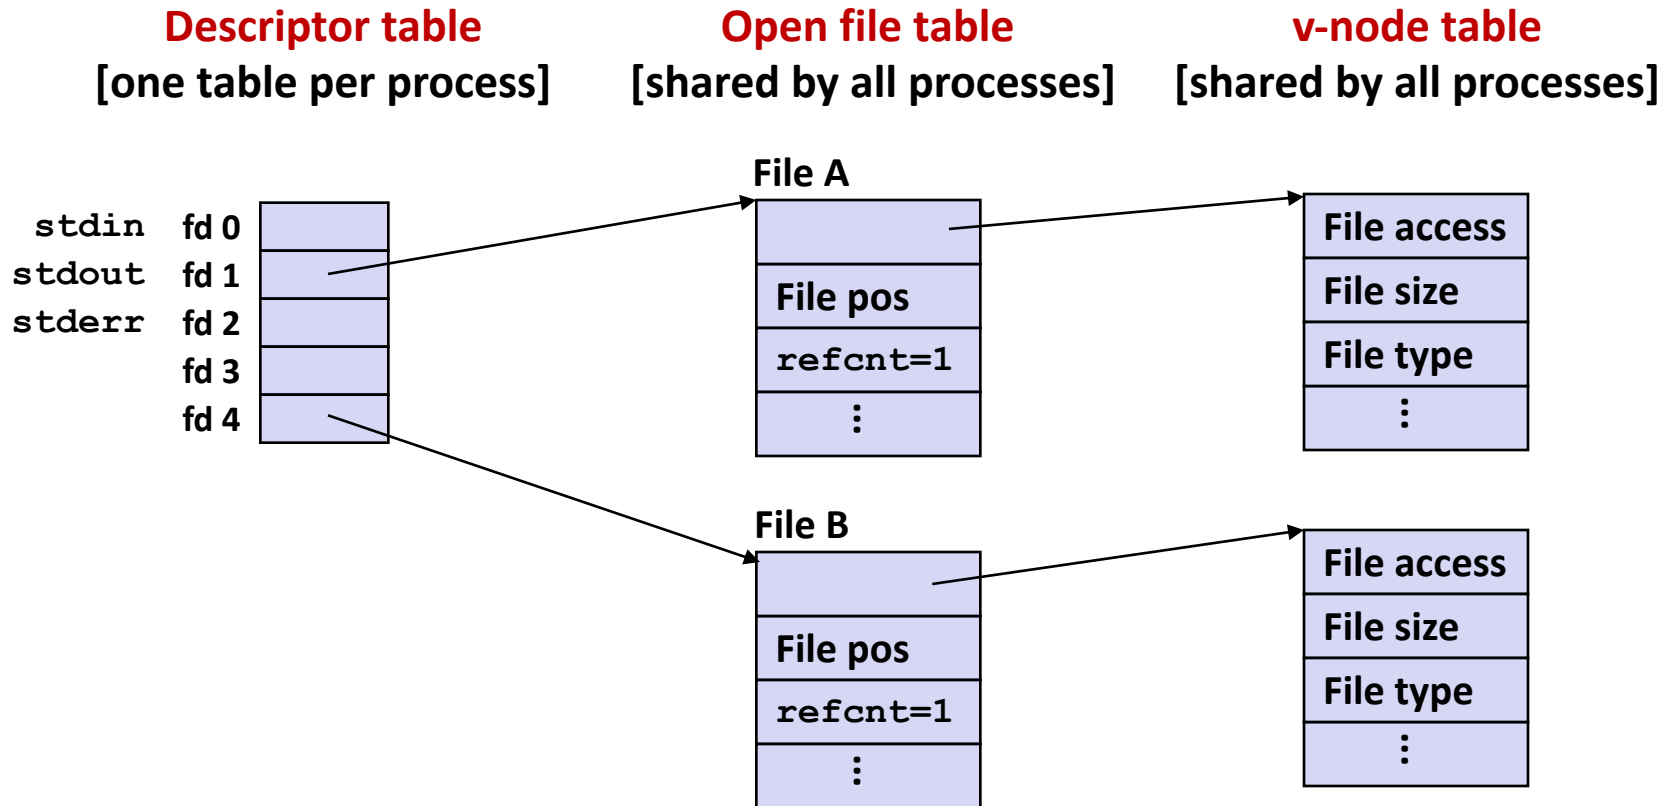 Descriptor table
[one table per process]
Open file table
[shared by all processes]
v-node table
[shared by all processes]
stdin fd 0
stdout fd 1
stderr fd 2
fd 3
fd 4
File A
File pos
refcnt=1
⋮
File access
File size
File type
⋮
File B
File pos
refcnt=1
⋮
File access
File size
File type
⋮